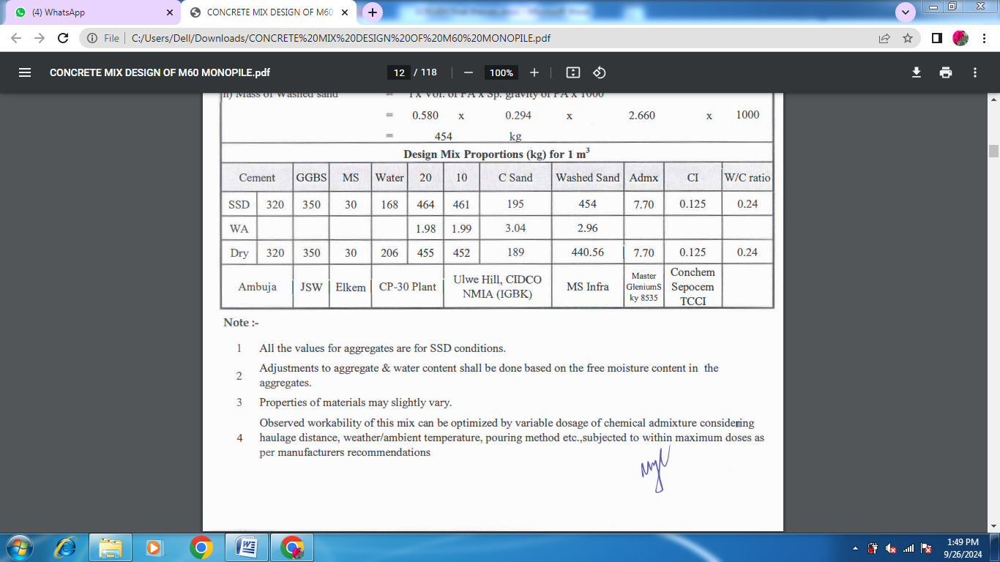 (4) WhatsApp
CONCRETE MIX DESIGN OF M60
File C:/Users/Dell/Downloads/CONCRETE%20MIX%20DESIGN%20OF%20M60%20MONOPILE.pdf
CONCRETE MIX DESIGN OF M60 MONOPILE.pdf 12 / 118 100%
Mass of Washed sand = 1 x Vol. of FA x Sp. gravity of FA x 1000
= 0.580 x 0.294 x 2.660 x 1000
= 454 kg
Design Mix Proportions (kg) for 1 m³
Cement GGBS MS Water 20 10 C Sand Washed Sand Admx CI W/C ratio
SSD 320 350 30 168 464 461 195 454 7.70 0.125 0.24
WA 1.98 1.99 3.04 2.96
Dry 320 350 30 206 455 452 189 440.56 7.70 0.125 0.24
Ambuja JSW Elkem CP-30 Plant Ulwe Hill, CIDCO NMIA (IGBK) MS Infra Master GleniumS ky 8535 Conchem Sepocem TCCI
Note :-
1 All the values for aggregates are for SSD conditions.
2 Adjustments to aggregate & water content shall be done based on the free moisture content in the
aggregates.
3 Properties of materials may slightly vary.
Observed workability of this mix can be optimized by variable dosage of chemical admixture considering
4 haulage distance, weather/ambient temperature, pouring method etc.,subjected to within maximum doses as
per manufacturers recommendations
1:49 PM
9/26/2024